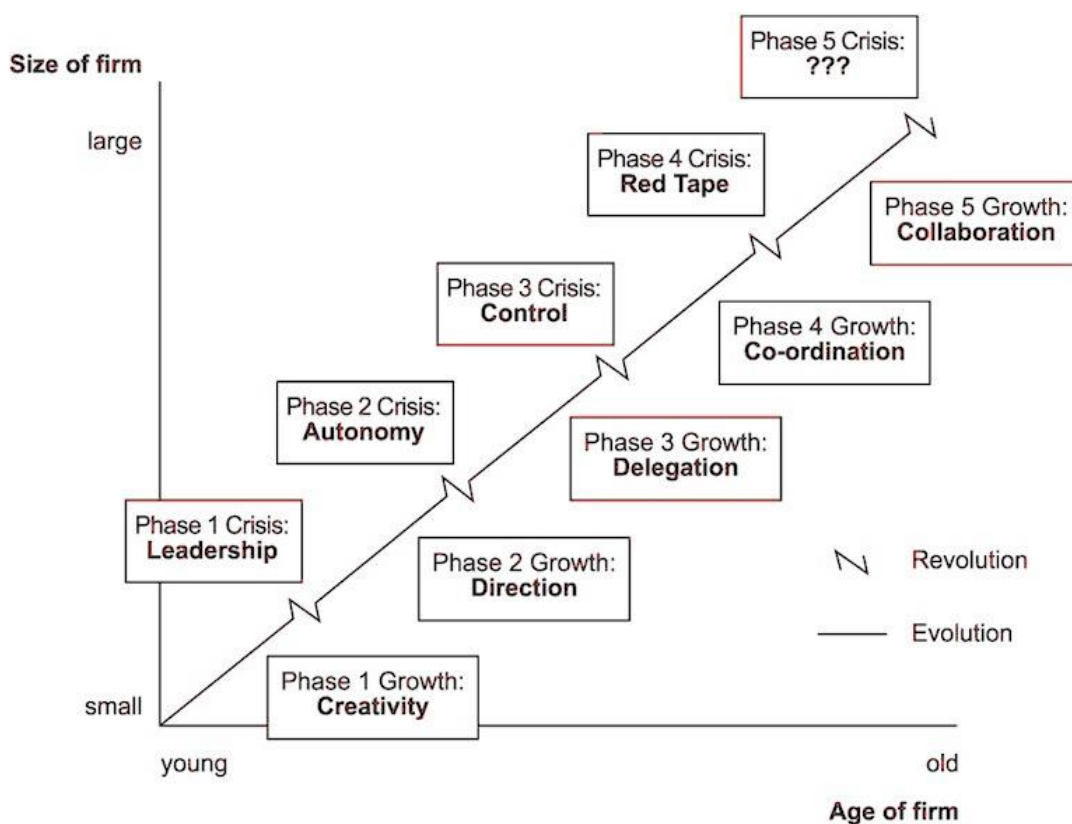 Size of firm
large
small
young
old
Age of firm
Phase 1 Crisis:
Leadership
Phase 2 Crisis:
Autonomy
Phase 3 Crisis:
Control
Phase 4 Crisis:
Red Tape
Phase 5 Crisis:
???
Phase 1 Growth:
Creativity
Phase 2 Growth:
Direction
Phase 3 Growth:
Delegation
Phase 4 Growth:
Co-ordination
Phase 5 Growth:
Collaboration
Revolution
Evolution